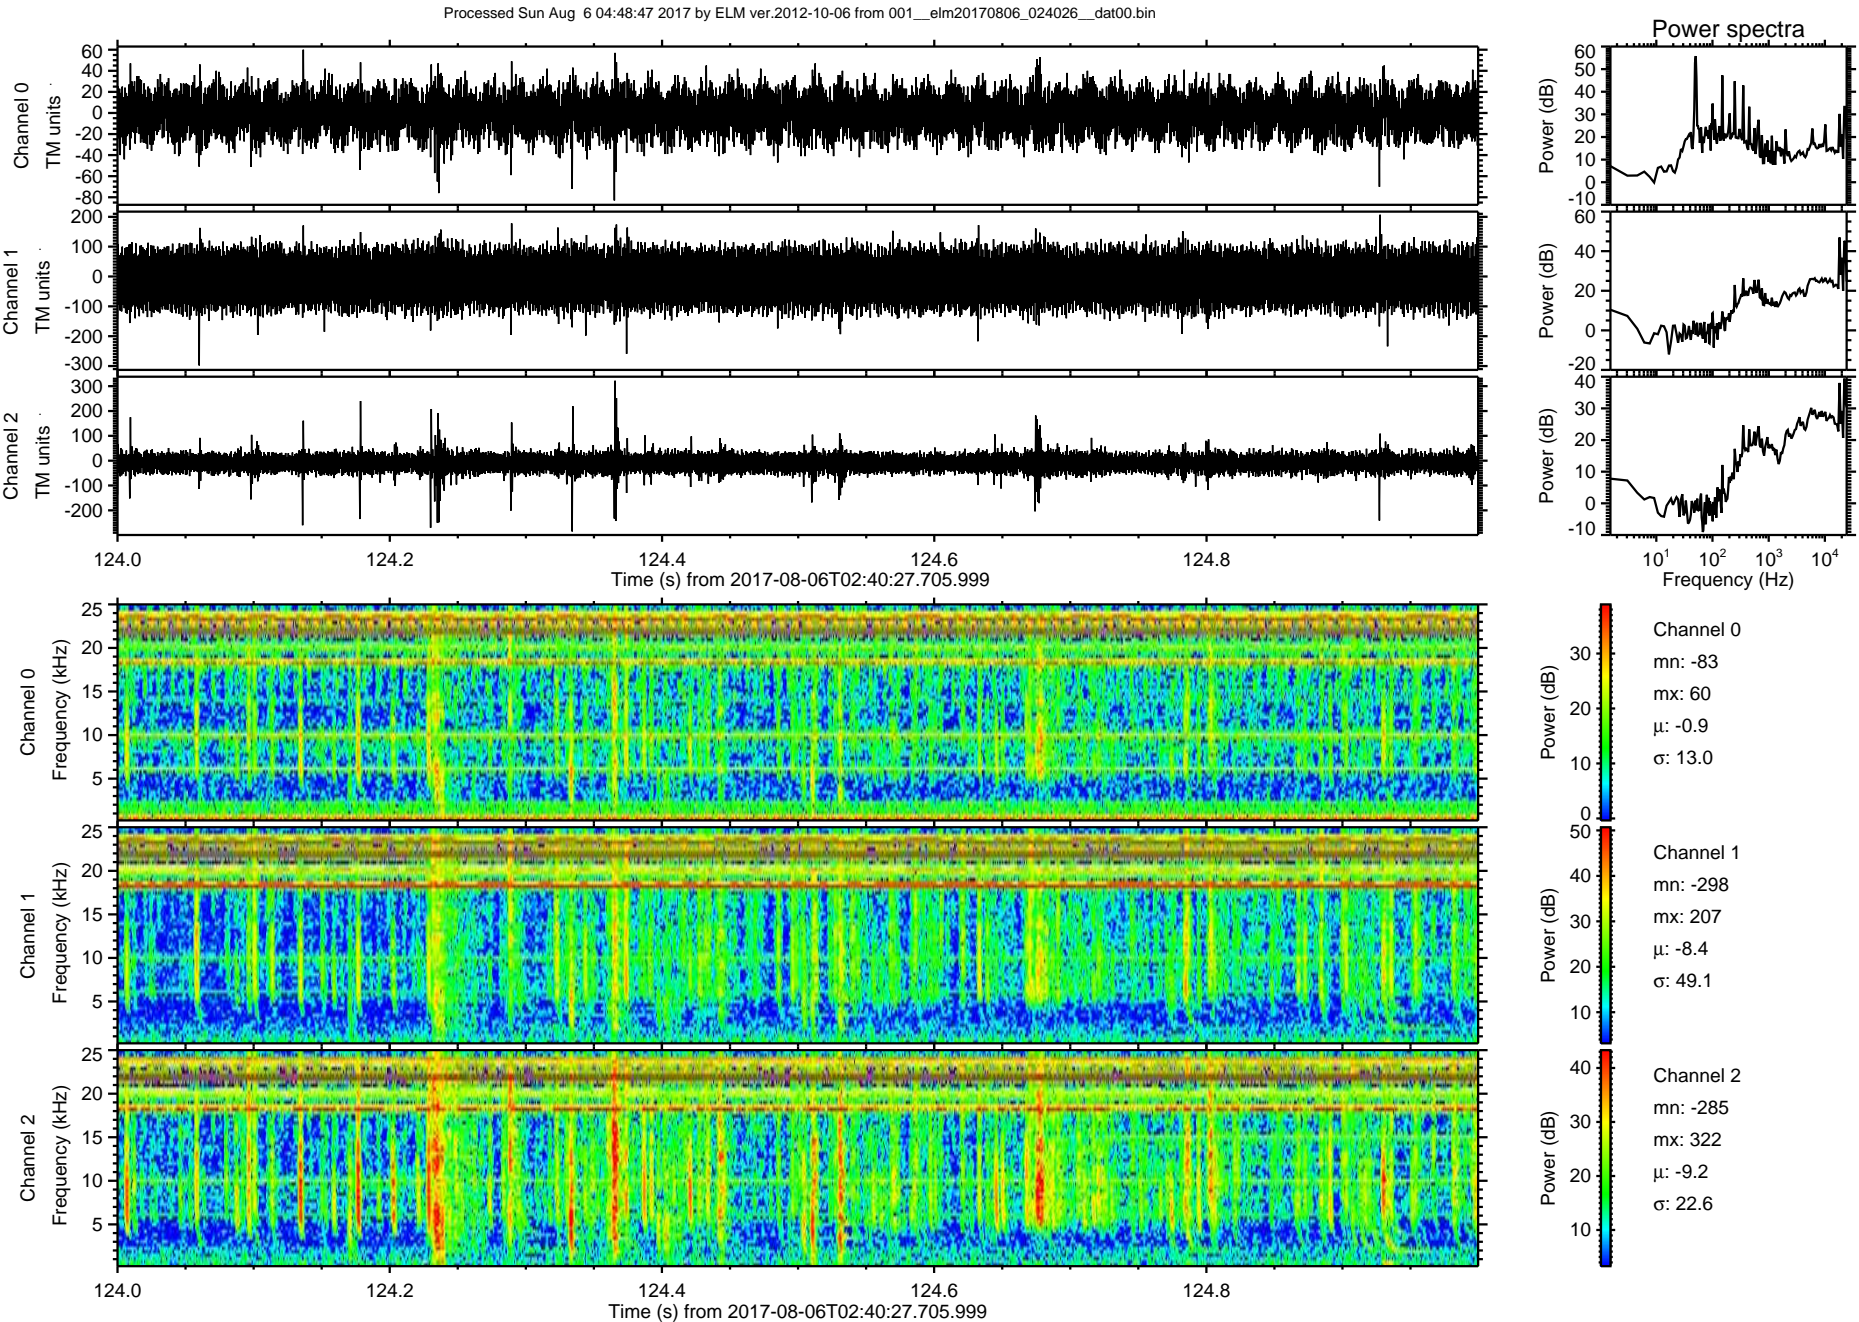 Processed Sun Aug  6 04:48:47 2017 by ELM ver.2012-10-06 from 001__elm20170806_024026__dat00.bin
Power spectra
Channel 0
TM units
60
40
20
0
-20
-40
-60
-80
Power (dB)
60
50
40
30
20
10
0
-10
Channel 1
TM units
200
100
0
-100
-200
-300
Power (dB)
60
40
20
0
-20
Channel 2
TM units
300
200
100
0
-100
-200
Power (dB)
40
30
20
10
0
-10
124.0 124.2 124.4 124.6 124.8
Time (s) from 2017-08-06T02:40:27.705.999
10¹ 10² 10³ 10⁴
Frequency (Hz)
Channel 0
Frequency (kHz)
25
20
15
10
5
Power (dB)
30
20
10
0
Channel 0
mn: -83
mx: 60
μ: -0.9
σ: 13.0
Channel 1
Frequency (kHz)
25
20
15
10
5
Power (dB)
50
40
30
20
10
Channel 1
mn: -298
mx: 207
μ: -8.4
σ: 49.1
Channel 2
Frequency (kHz)
25
20
15
10
5
Power (dB)
40
30
20
10
Channel 2
mn: -285
mx: 322
μ: -9.2
σ: 22.6
124.0 124.2 124.4 124.6 124.8
Time (s) from 2017-08-06T02:40:27.705.999